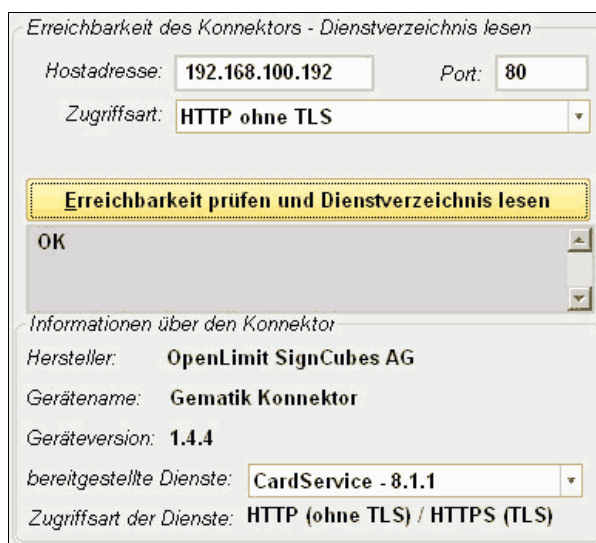 Erreichbarkeit des Konnektors - Dienstverzeichnis lesen
Hostadresse: 192.168.100.192 Port: 80
Zugriffsart: HTTP ohne TLS
Erreichbarkeit prüfen und Dienstverzeichnis lesen
OK
Informationen über den Konnektor
Hersteller: OpenLimit SignCubes AG
Gerätename: Gematik Konnektor
Geräteversion: 1.4.4
bereitgestellte Dienste: CardService - 8.1.1
Zugriffsart der Dienste: HTTP (ohne TLS) / HTTPS (TLS)